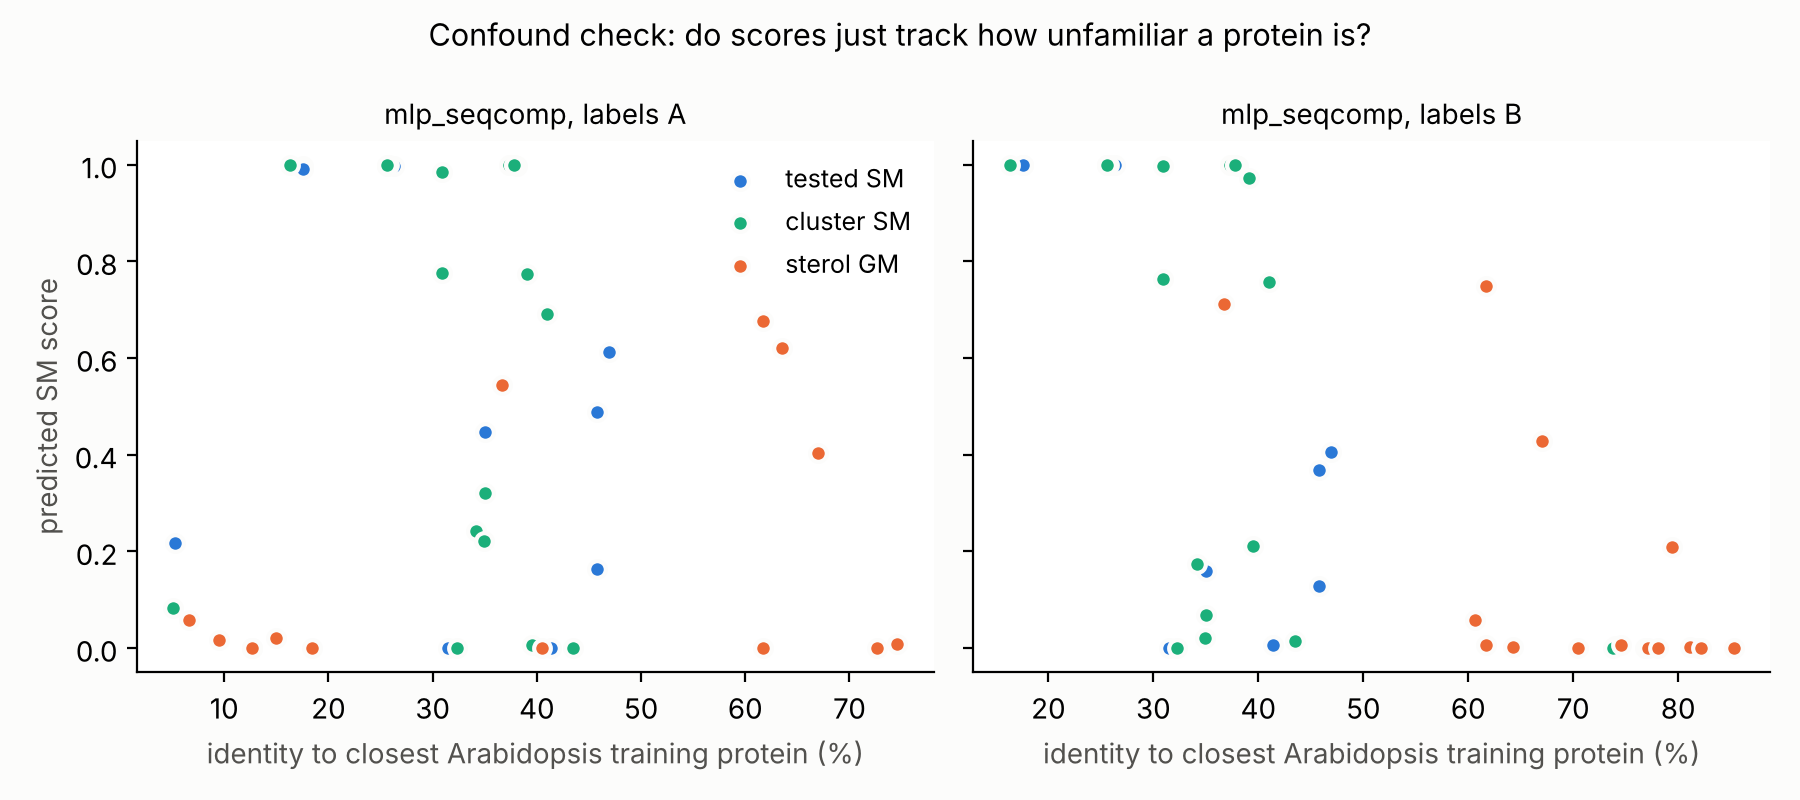 Confound check: do scores just track how unfamiliar a protein is?
mlp_seqcomp, labels A
mlp_seqcomp, labels B
predicted SM score
1.0
0.8
0.6
0.4
0.2
0.0
tested SM
cluster SM
sterol GM
10 20 30 40 50 60 70
20 30 40 50 60 70 80
identity to closest Arabidopsis training protein (%)
identity to closest Arabidopsis training protein (%)